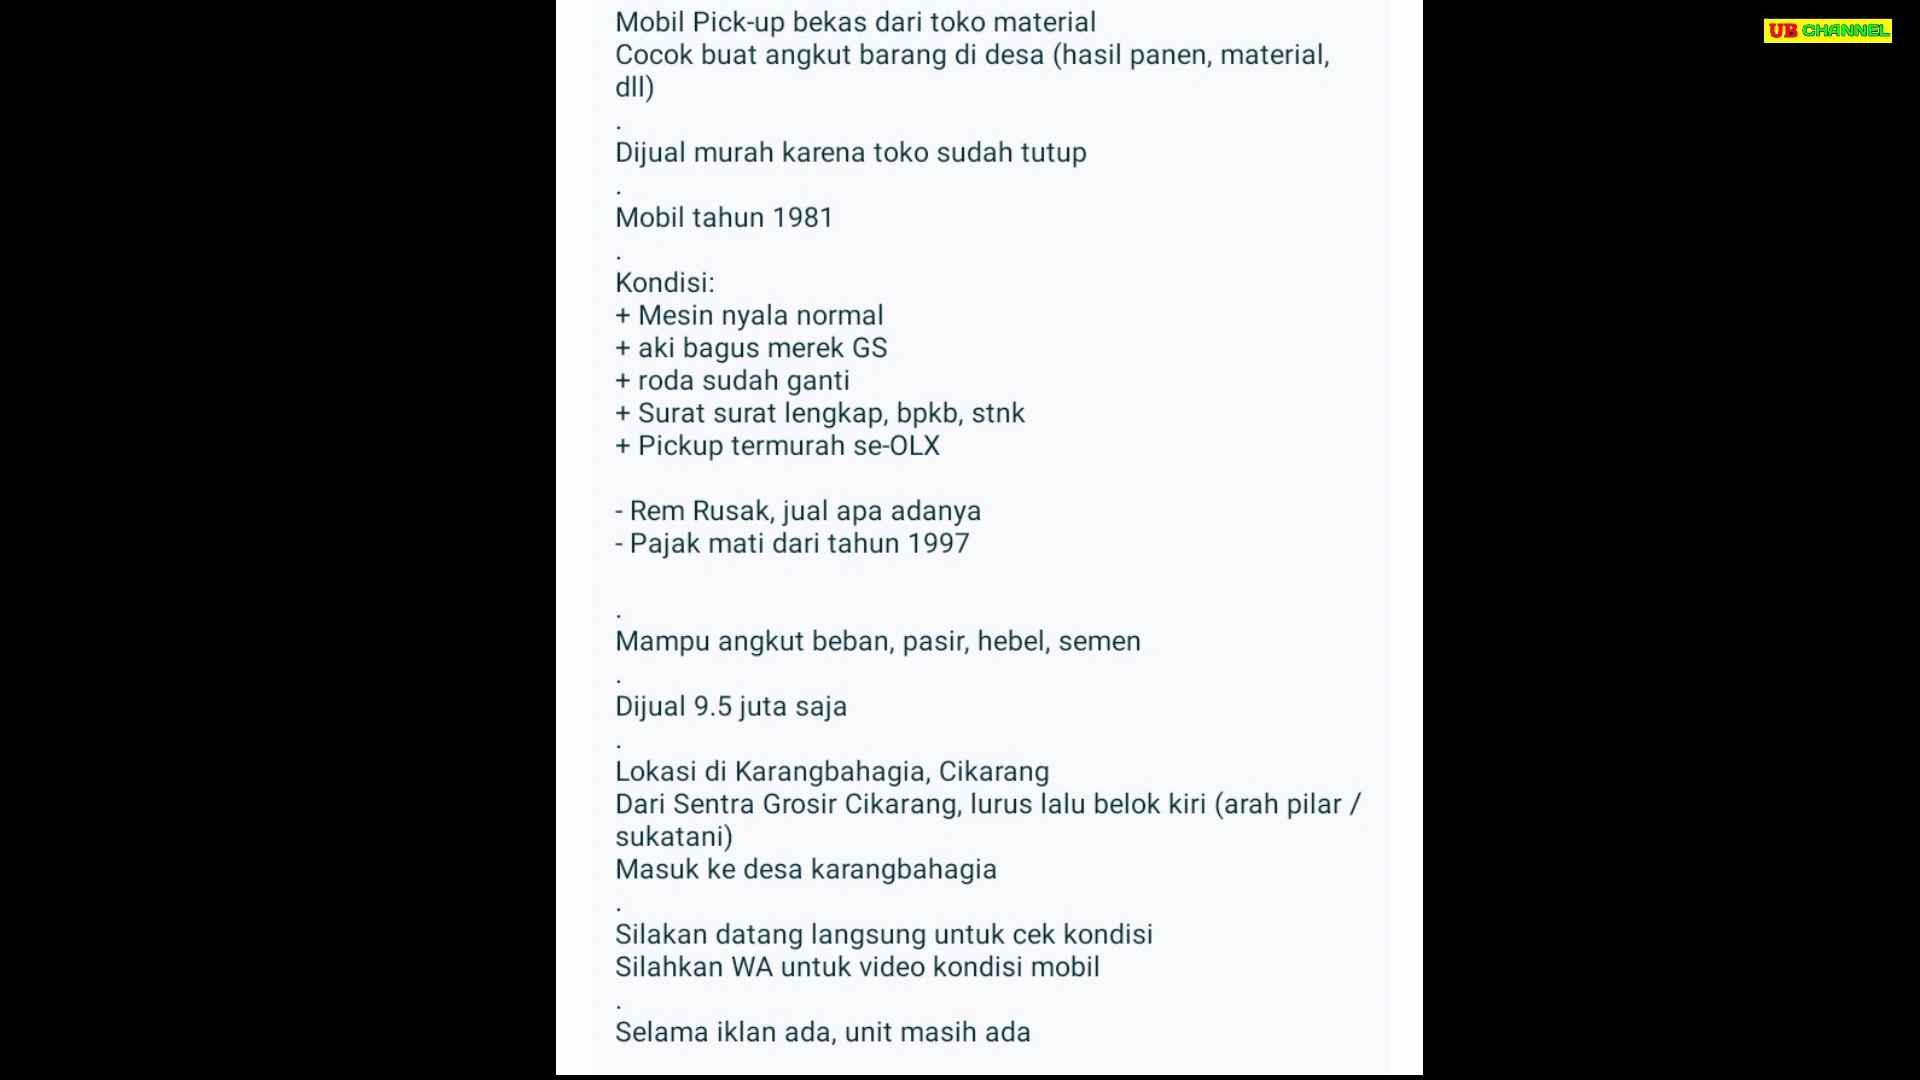 Mobil Pick-up bekas dari toko material
UB CHANNEL
Cocok buat angkut barang di desa (hasil panen, material,
dll)
.
Dijual murah karena toko sudah tutup
.
Mobil tahun 1981
.
Kondisi:
+ Mesin nyala normal
+ aki bagus merek GS
+ roda sudah ganti
+ Surat surat lengkap, bpkb, stnk
+ Pickup termurah se-OLX
- Rem Rusak, jual apa adanya
- Pajak mati dari tahun 1997
.
Mampu angkut beban, pasir, hebel, semen
.
Dijual 9.5 juta saja
.
Lokasi di Karangbahagia, Cikarang
Dari Sentra Grosir Cikarang, lurus lalu belok kiri (arah pilar /
sukatani)
Masuk ke desa karangbahagia
.
Silakan datang langsung untuk cek kondisi
Silahkan WA untuk video kondisi mobil
.
Selama iklan ada, unit masih ada